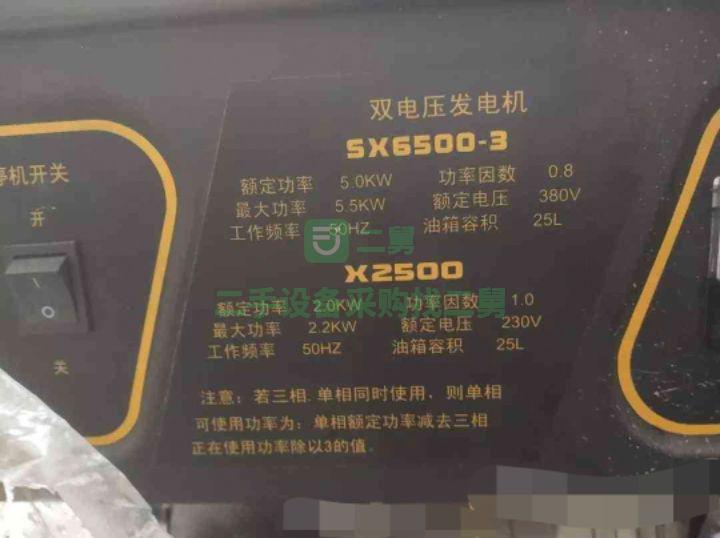 双电压发电机
SX6500-3
额定功率 5.0KW 功率因数 0.8
最大功率 5.5KW 额定电压 380V
工作频率 50HZ 油箱容积 25L
二舅
X2500
二手设备采购找二舅
额定功率 2.0KW 功率因数 1.0
最大功率 2.2KW 额定电压 230V
工作频率 50HZ 油箱容积 25L
注意：若三相.单相同时使用，则单相
可使用功率为：单相额定功率减去三相
正在使用功率除以3的值。
停机开关
开
关